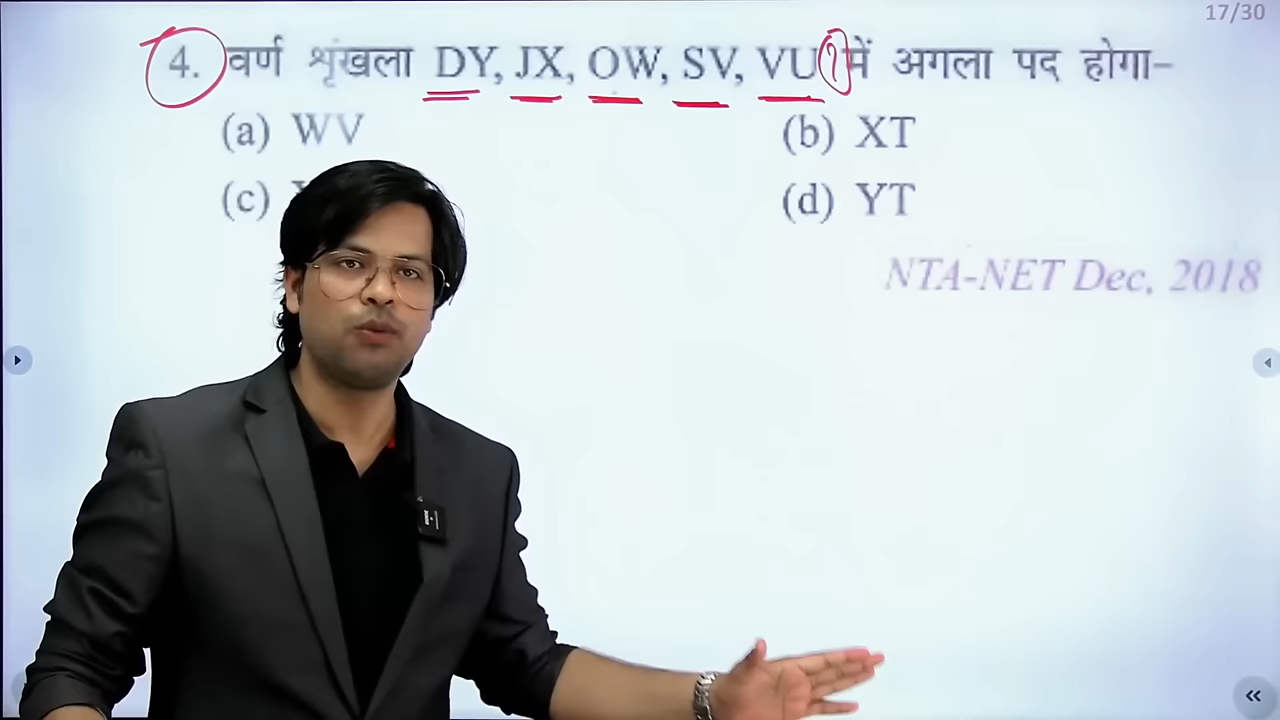 17/30
4. वर्ण शृंखला DY, JX, OW, SV, VU ? में अगला पद होगा–
(a) WV
(b) XT
(c)
(d) YT
NTA-NET Dec, 2018